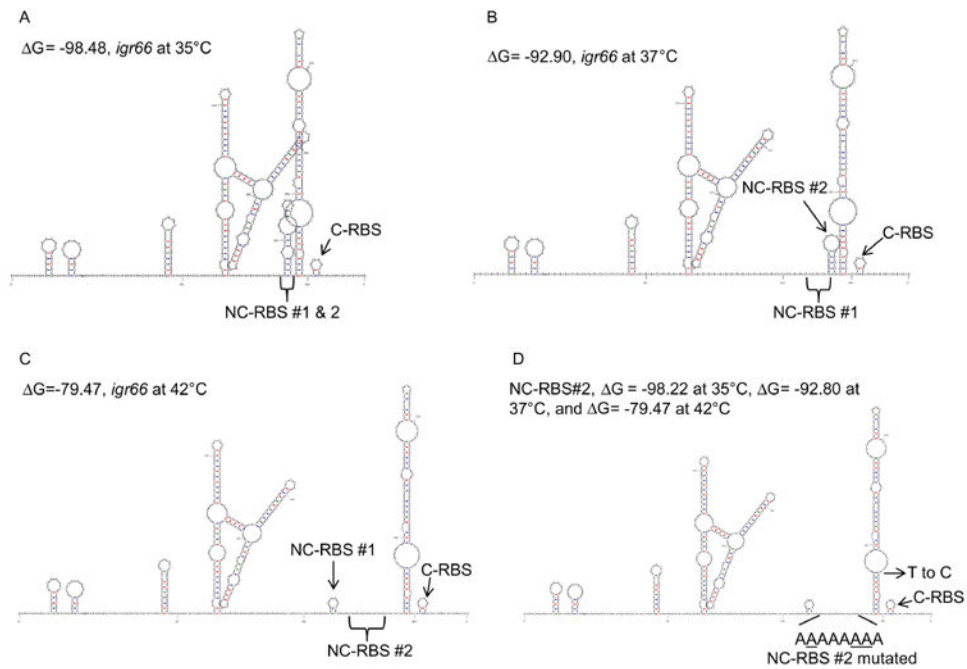 A
ΔG= -98.48, igr66 at 35°C
C-RBS
NC-RBS #1 & 2
B
ΔG= -92.90, igr66 at 37°C
NC-RBS #2
C-RBS
NC-RBS #1
C
ΔG=-79.47, igr66 at 42°C
NC-RBS #1
C-RBS
NC-RBS #2
D
NC-RBS#2, ΔG = -98.22 at 35°C, ΔG= -92.80 at
37°C, and ΔG= -79.47 at 42°C
T to C
C-RBS
AAAAAAAA
NC-RBS #2 mutated